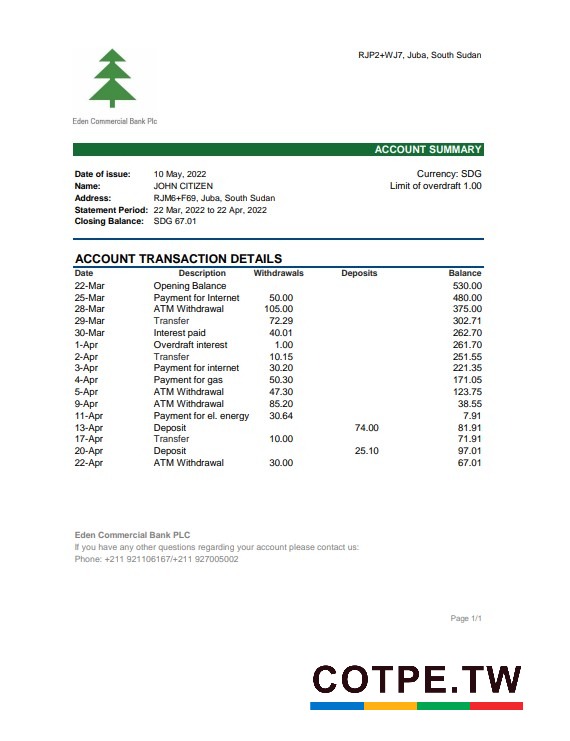 RJP2+WJ7, Juba, South Sudan
Eden Commercial Bank Plc
ACCOUNT SUMMARY
Date of issue: 10 May, 2022 Currency: SDG
Name: JOHN CITIZEN Limit of overdraft 1.00
Address: RJM6+F69, Juba, South Sudan
Statement Period: 22 Mar, 2022 to 22 Apr, 2022
Closing Balance: SDG 67.01
ACCOUNT TRANSACTION DETAILS
Date Description Withdrawals Deposits Balance
22-Mar Opening Balance 530.00
25-Mar Payment for Internet 50.00 480.00
28-Mar ATM Withdrawal 105.00 375.00
29-Mar Transfer 72.29 302.71
30-Mar Interest paid 40.01 262.70
1-Apr Overdraft interest 1.00 261.70
2-Apr Transfer 10.15 251.55
3-Apr Payment for internet 30.20 221.35
4-Apr Payment for gas 50.30 171.05
5-Apr ATM Withdrawal 47.30 123.75
9-Apr ATM Withdrawal 85.20 38.55
11-Apr Payment for el. energy 30.64 7.91
13-Apr Deposit 74.00 81.91
17-Apr Transfer 10.00 71.91
20-Apr Deposit 25.10 97.01
22-Apr ATM Withdrawal 30.00 67.01
Eden Commercial Bank PLC
If you have any other questions regarding your account please contact us:
Phone: +211 921106167/+211 927005002
Page 1/1
COTPE.TW